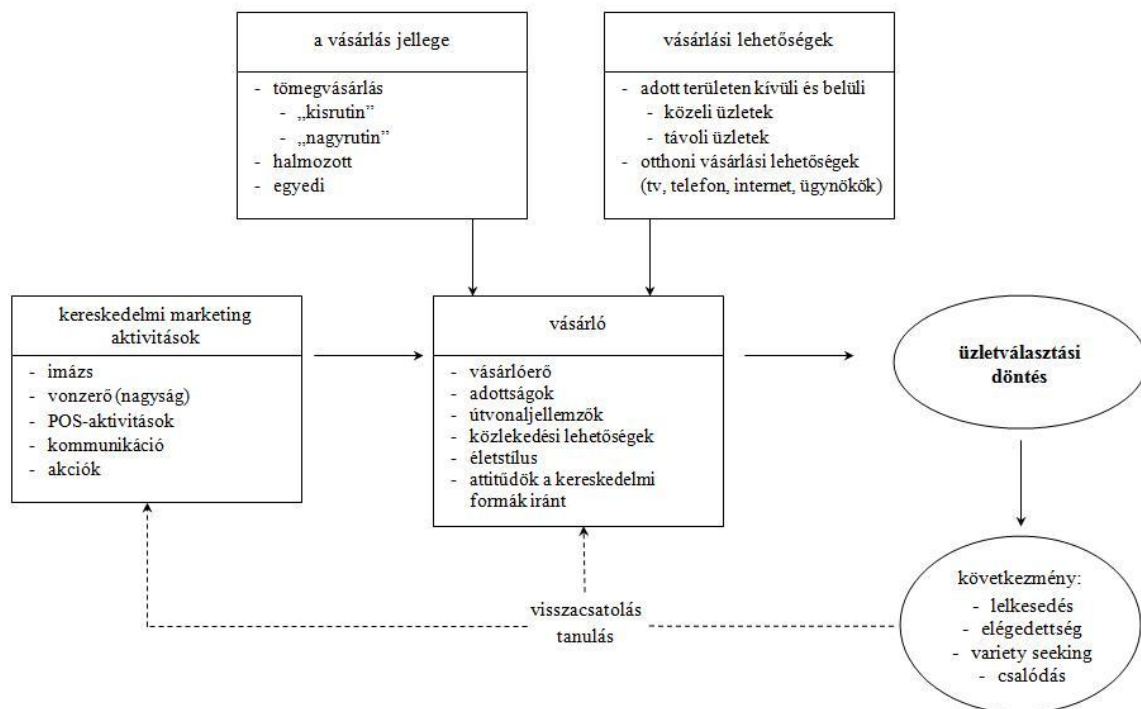 a vásárlás jellege
- tömegvásárlás
- „kisrutin”
- „nagyrutin”
- halmozott
- egyedi
vásárlási lehetőségek
- adott területen kívüli és belüli
- közeli üzletek
- távoli üzletek
- otthoni vásárlási lehetőségek
(tv, telefon, internet, ügynökök)
kereskedelmi marketing
aktivitások
- imázs
- vonzerő (nagyság)
- POS-aktivitások
- kommunikáció
- akciók
vásárló
- vásárlóerő
- adottságok
- útvonaljellemzők
- közlekedési lehetőségek
- életstílus
- attitűdök a kereskedelmi
formák iránt
üzletválasztási
döntés
következmény:
- lelkesedés
- elégedettség
- variety seeking
- csalódás
visszacsatolás
tanulás